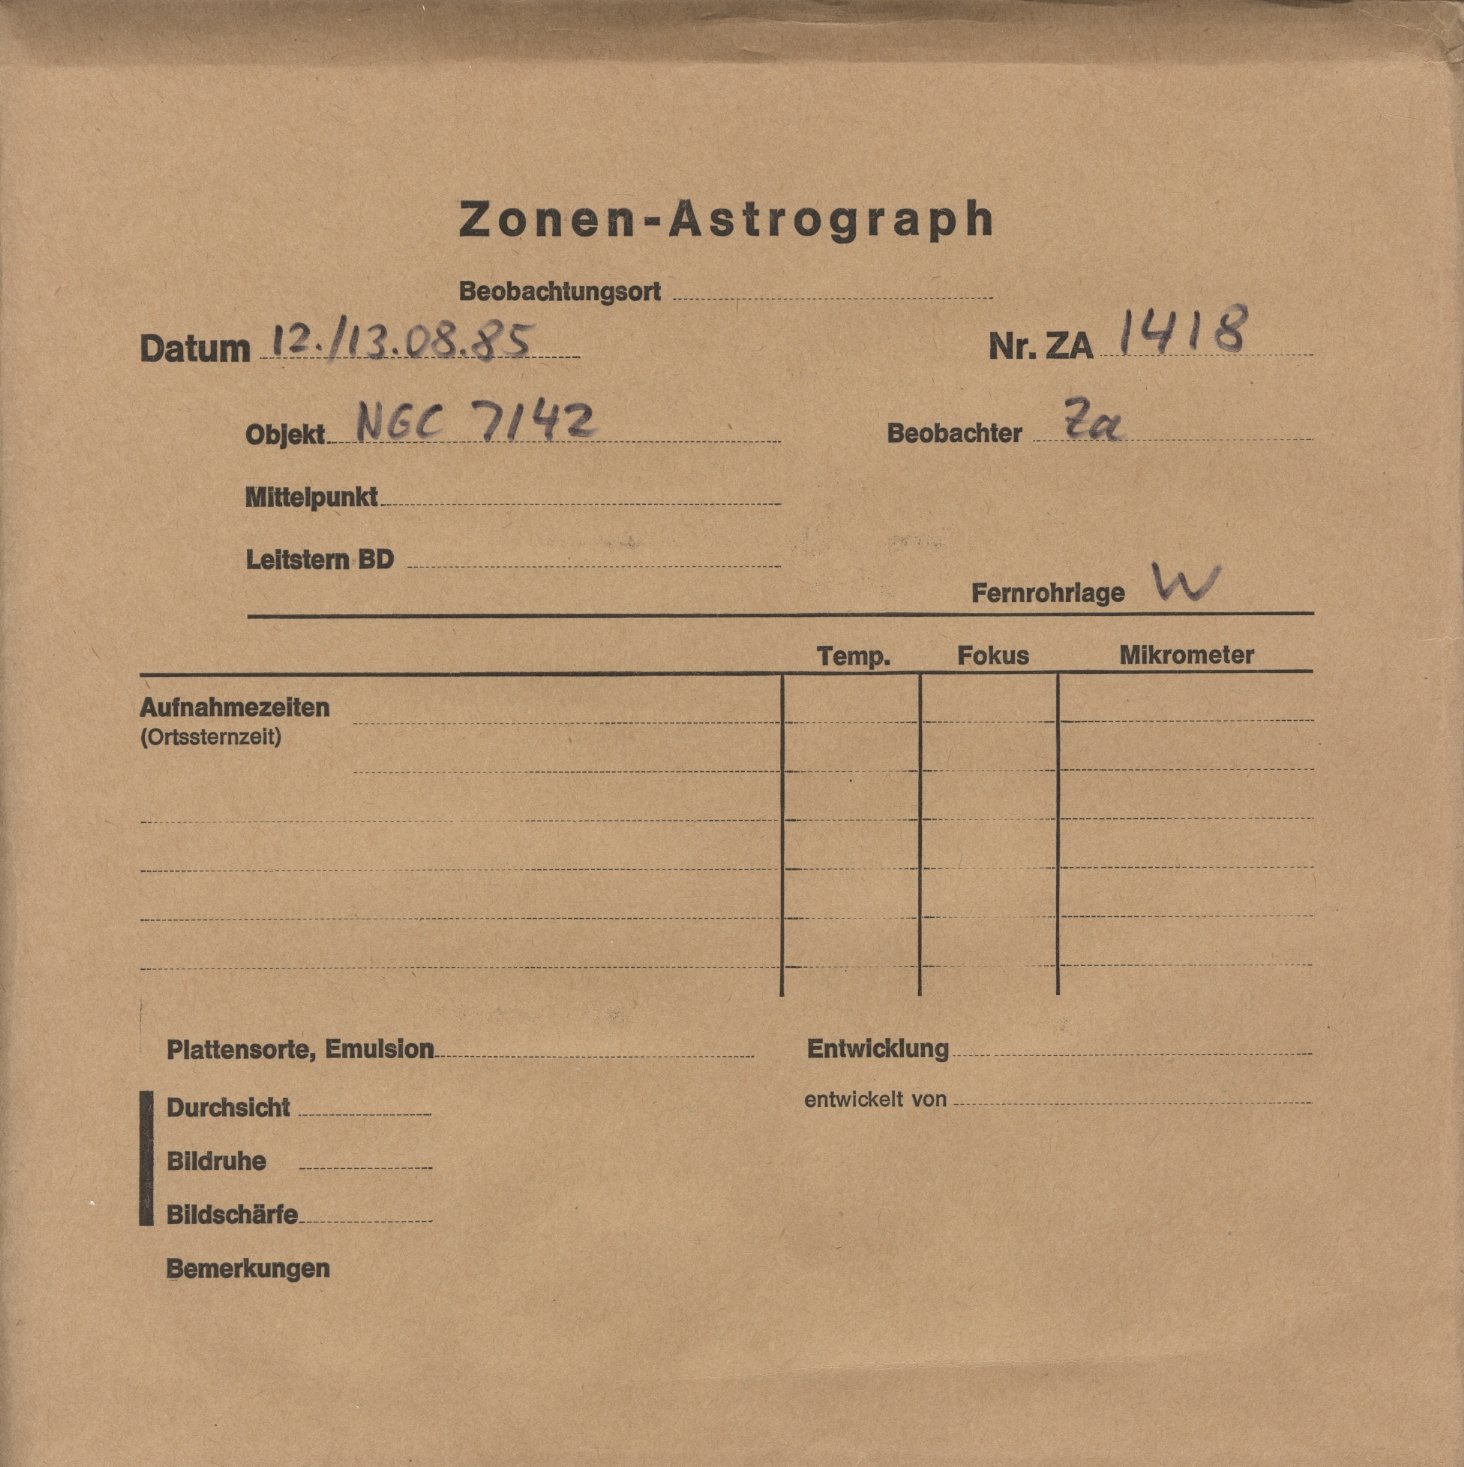 Zonen-Astrograph
Beobachtungsort
Datum 12./13.08.85 Nr. ZA 1418
Objekt NGC 7142 Beobachter Za
Mittelpunkt
Leitstern BD
Fernrohrlage W
Temp. Fokus Mikrometer
Aufnahmezeiten
(Ortssternzeit)
Plattensorte, Emulsion Entwicklung
Durchsicht entwickelt von
Bildruhe
Bildschärfe
Bemerkungen